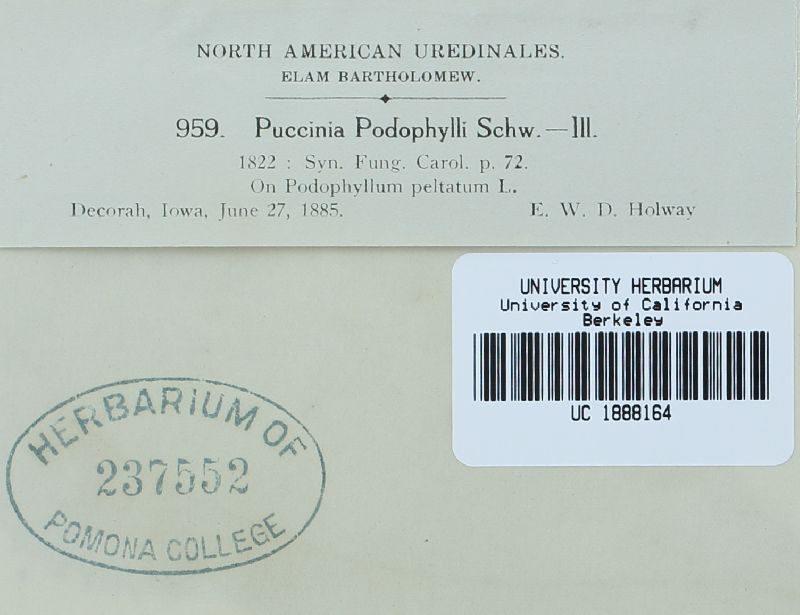 NORTH AMERICAN UREDINALES.
ELAM BARTHOLOMEW.
959. Puccinia Podophylli Schw.—III.
1822 : Syn. Fung. Carol. p. 72.
On Podophyllum peltatum L.
Decorah, Iowa, June 27, 1885. E. W. D. Holway
UNIVERSITY HERBARIUM
University of California
Berkeley
UC 1888164
HERBARIUM OF
237552
POMONA COLLEGE